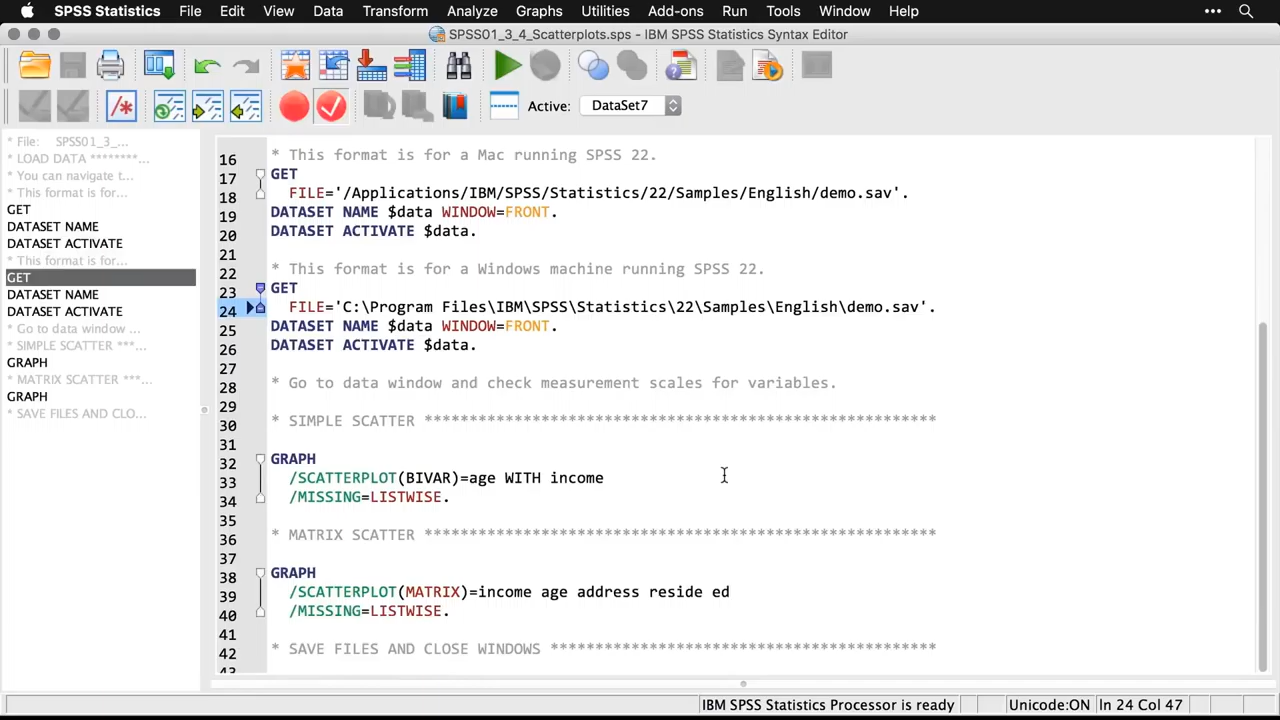 SPSS Statistics File Edit View Data Transform Analyze Graphs Utilities Add-ons Run Tools Window Help
SPSS01_3_4_Scatterplots.sps - IBM SPSS Statistics Syntax Editor
Active: DataSet7
* File: SPSS01_3_...
* LOAD DATA ********...
* You can navigate t...
* This format is for...
GET
DATASET NAME
DATASET ACTIVATE
* This format is for...
GET
DATASET NAME
DATASET ACTIVATE
* Go to data window ...
* SIMPLE SCATTER ***...
GRAPH
* MATRIX SCATTER ***...
GRAPH
* SAVE FILES AND CLO...
16 * This format is for a Mac running SPSS 22.
17 GET
18 FILE='/Applications/IBM/SPSS/Statistics/22/Samples/English/demo.sav'.
19 DATASET NAME $data WINDOW=FRONT.
20 DATASET ACTIVATE $data.
21
22 * This format is for a Windows machine running SPSS 22.
23 GET
24 FILE='C:\Program Files\IBM\SPSS\Statistics\22\Samples\English\demo.sav'.
25 DATASET NAME $data WINDOW=FRONT.
26 DATASET ACTIVATE $data.
27
28 * Go to data window and check measurement scales for variables.
29
30 * SIMPLE SCATTER *********************************************************
31
32 GRAPH
33 /SCATTERPLOT(BIVAR)=age WITH income
34 /MISSING=LISTWISE.
35
36 * MATRIX SCATTER *********************************************************
37
38 GRAPH
39 /SCATTERPLOT(MATRIX)=income age address reside ed
40 /MISSING=LISTWISE.
41
42 * SAVE FILES AND CLOSE WINDOWS *******************************************
43
IBM SPSS Statistics Processor is ready Unicode:ON In 24 Col 47